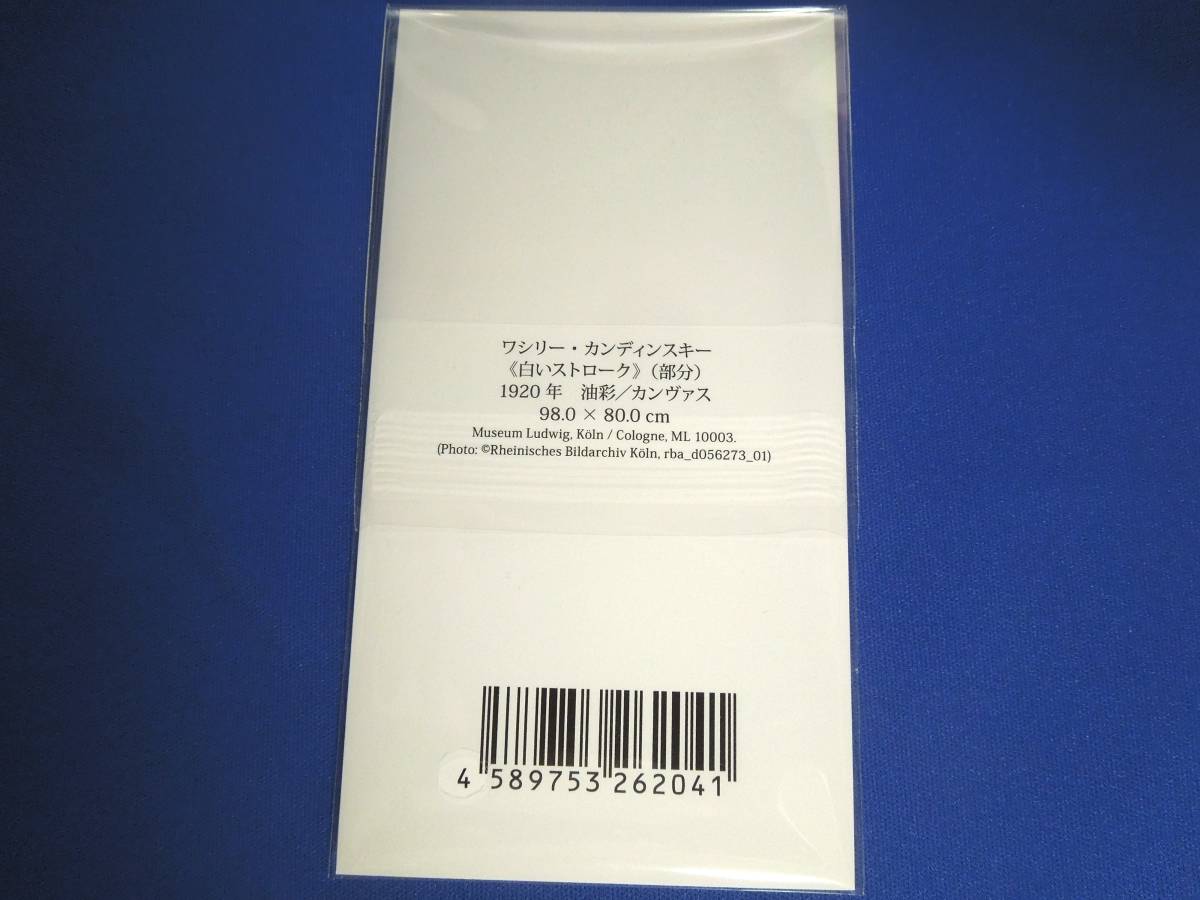 ワシリー・カンディンスキー
《白いストローク》（部分）
1920 年　油彩／カンヴァス
98.0 × 80.0 cm
Museum Ludwig, Köln / Cologne, ML 10003.
(Photo: ©Rheinisches Bildarchiv Köln, rba_d056273_01)
4 589753 262041